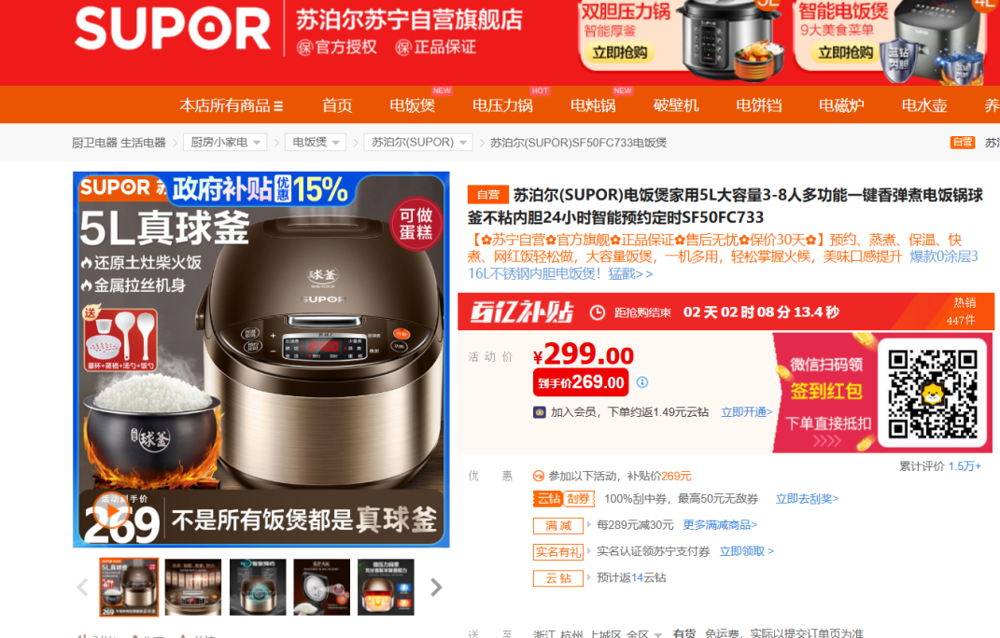 SUPOR
苏泊尔苏宁自营旗舰店
保官方授权 保正品保证
双胆压力锅
智能厚釜
立即抢购
5L
智能电饭煲
9大美食菜单
立即抢购
蓝钻
内胆
4L
本店所有商品
首页
电饭煲
NEW
电压力锅
HOT
电炖锅
NEW
破壁机
电饼铛
电磁炉
电水壶
养
厨卫电器 生活电器 > 厨房小家电 > 电饭煲 > 苏泊尔(SUPOR) > 苏泊尔(SUPOR)SF50FC733电饭煲
自营 苏
SUPOR 苏
政府补贴优惠15%
5L真球釜
可做
蛋糕
还原土灶柴火饭
金属拉丝机身
送
量杯+蒸格+汤勺+饭勺
球釜
SUPOR
球釜
活动到手价
269
不是所有饭煲都是真球釜
自营 苏泊尔(SUPOR)电饭煲家用5L大容量3-8人多功能一键香弹煮电饭锅球
釜不粘内胆24小时智能预约定时SF50FC733
【✿苏宁自营✿官方旗舰✿正品保证✿售后无忧✿保价30天✿】预约、蒸煮、保温、快
煮、网红饭轻松做，大容量饭煲，一机多用，轻松掌握火候，美味口感提升 爆款0涂层3
16L不锈钢内胆电饭煲！猛戳>>
百亿补贴
距抢购结束 02 天 02 时 08 分 13.4 秒
热销
447件
活动价
¥299.00
到手价269.00
加入会员，下单约返1.49元云钻 立即开通>
微信扫码领
签到红包
下单直接抵扣
累计评价 1.5万+
优惠
参加以下活动，补贴价269元
云钻 刮券 100%刮中券，最高50元无敌券 立即去刮奖>
满减 每289元减30元 更多满减商品>
实名有礼 实名认证领苏宁支付券 立即领取 >
云钻 预计返14云钻
送至
浙江 杭州 上城区 全区 有货 免运费，实际以提交订单页为准